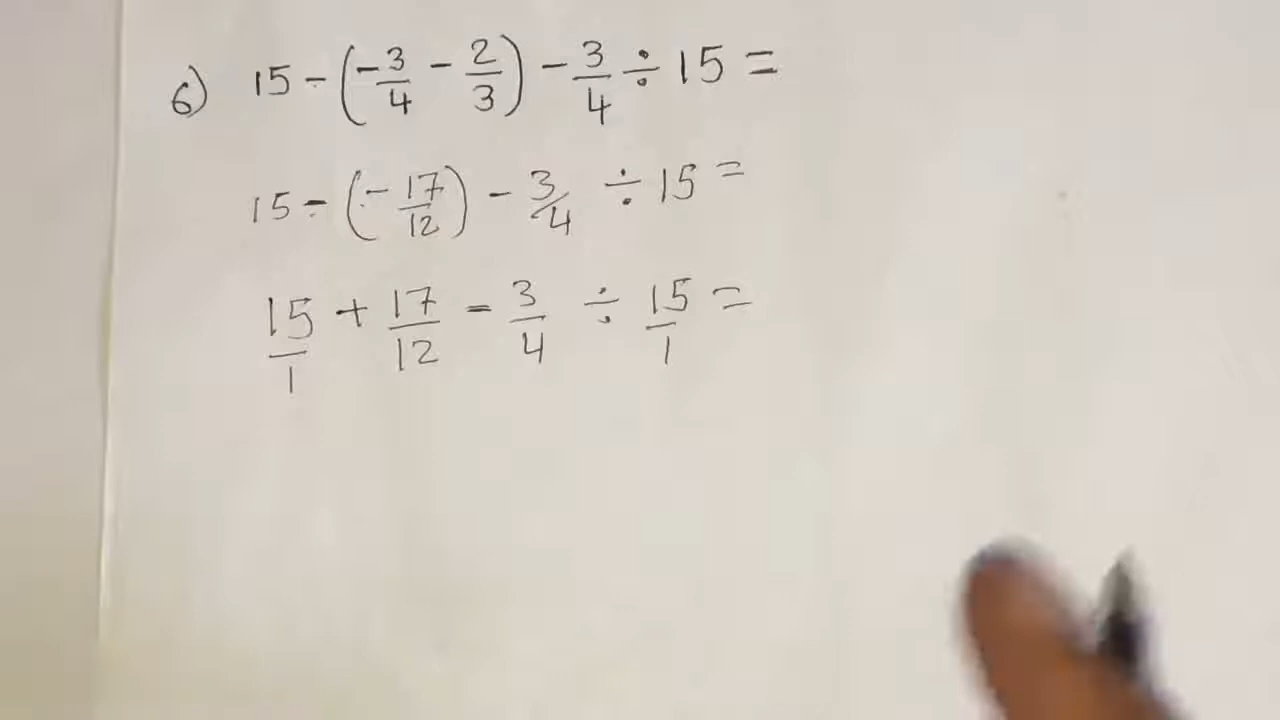 6) 15 - (-3/4 - 2/3) - 3/4 ÷ 15 =
15 - (-17/12) - 3/4 ÷ 15 =
15/1 + 17/12 - 3/4 ÷ 15/1 =